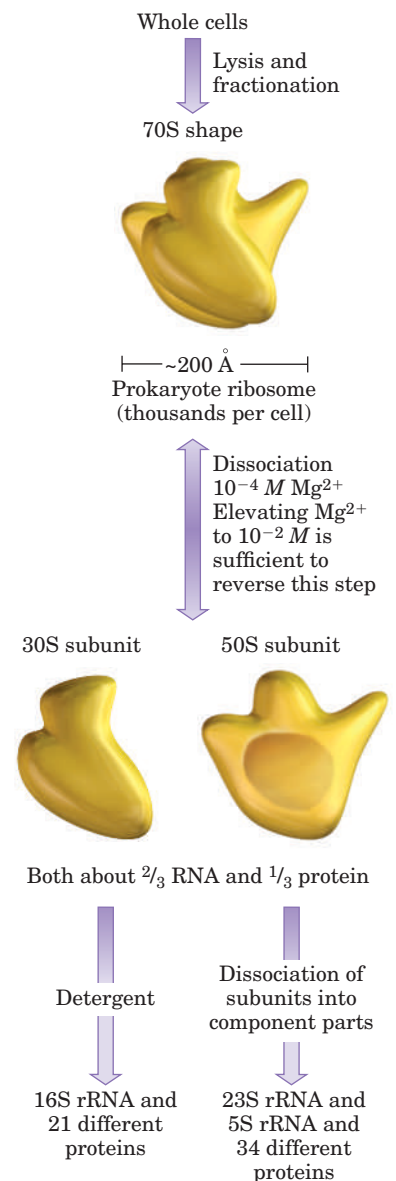 Whole cells
Lysis and
fractionation
70S shape
~200 Å
Prokaryote ribosome
(thousands per cell)
Dissociation
10⁻⁴ M Mg²⁺
Elevating Mg²⁺
to 10⁻² M is
sufficient to
reverse this step
30S subunit
50S subunit
Both about ²/₃ RNA and ¹/₃ protein
Detergent
Dissociation of
subunits into
component parts
16S rRNA and
21 different
proteins
23S rRNA and
5S rRNA and
34 different
proteins